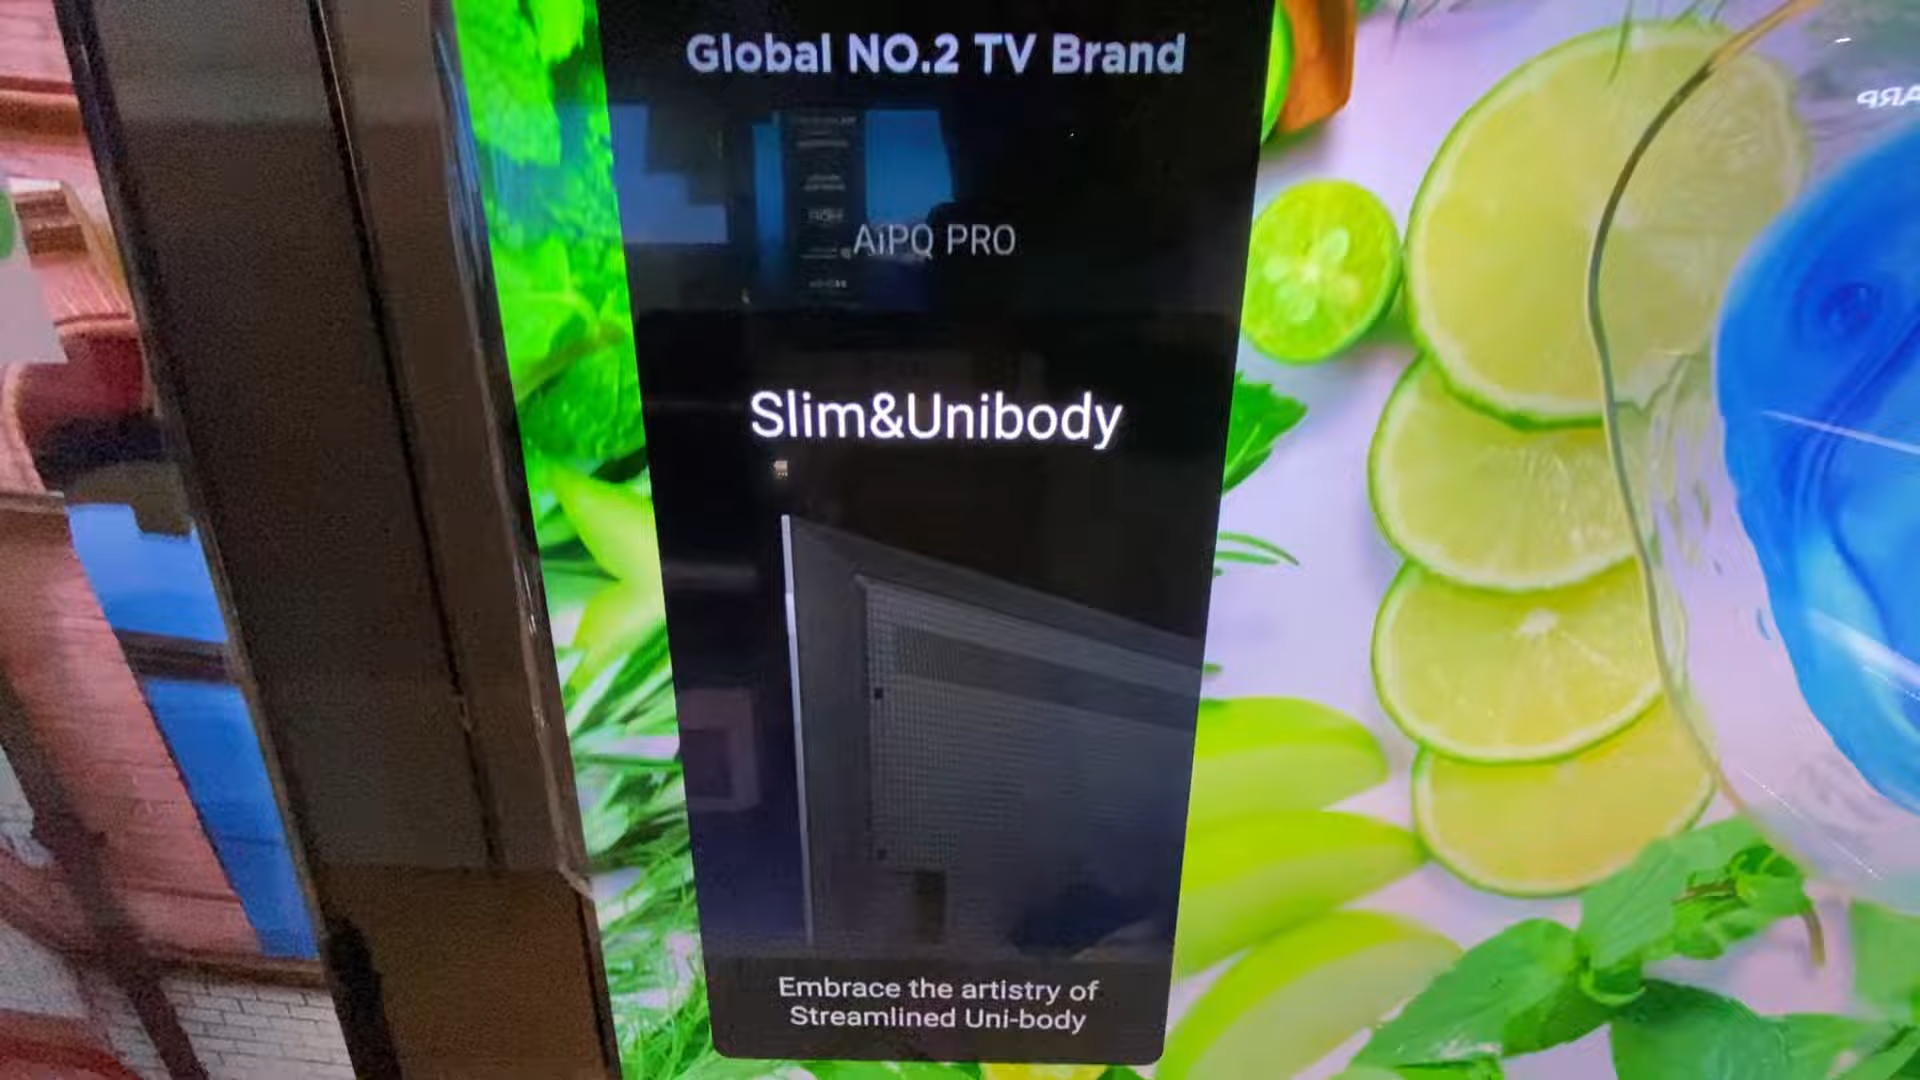 Global NO.2 TV Brand
AiPQ PRO
Slim&Unibody
Embrace the artistry of
Streamlined Uni-body